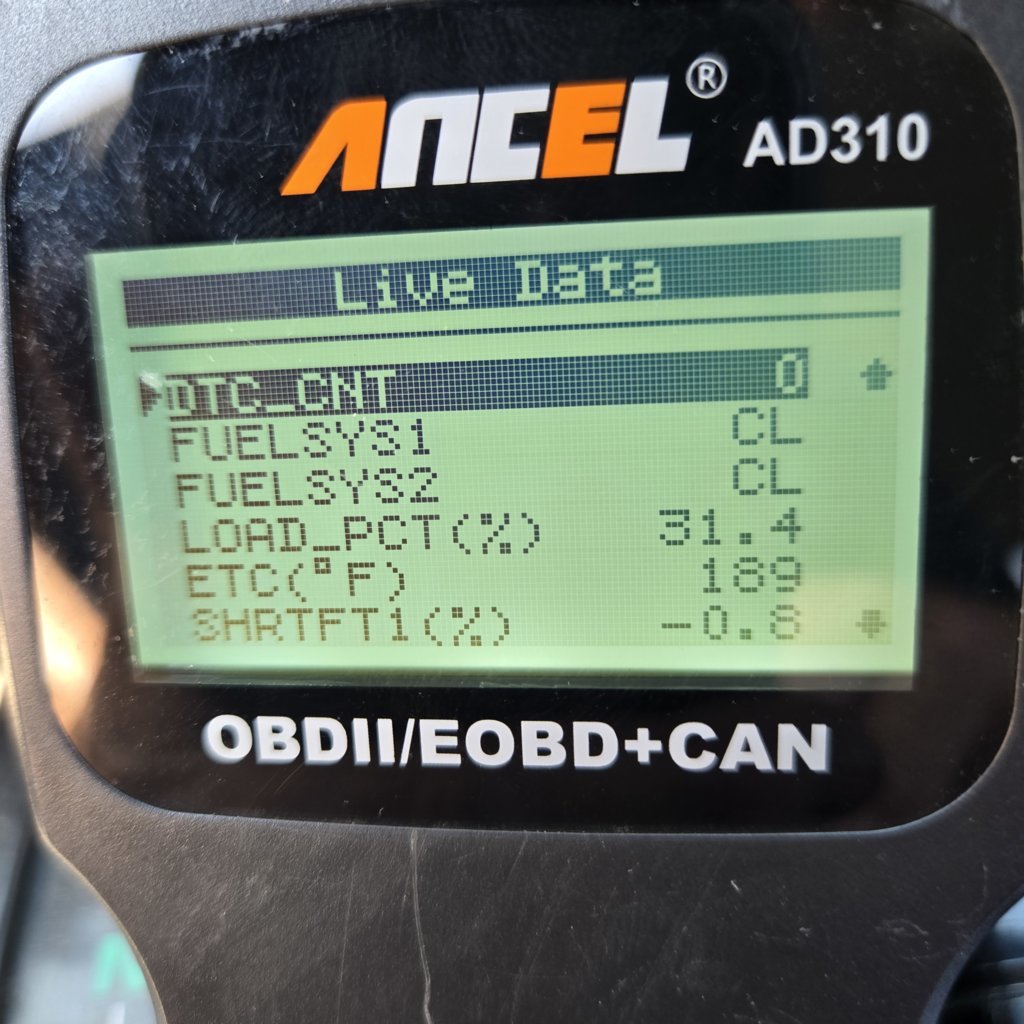 ANCEL® AD310
Live Data
DTC_CNT 0
FUELSYS1 CL
FUELSYS2 CL
LOAD_PCT(%) 31.4
ETC(°F) 189
SHRTFT1(%) -0.6
OBDII/EOBD+CAN